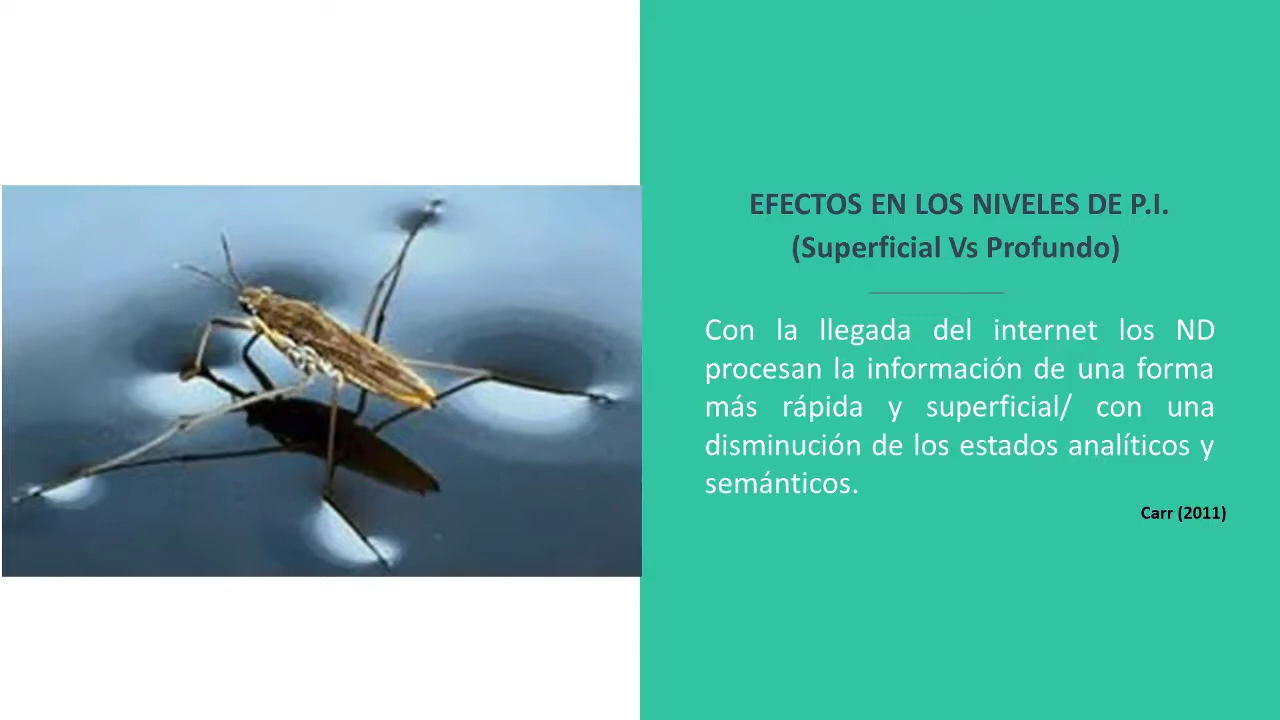 EFECTOS EN LOS NIVELES DE P.I.
(Superficial Vs Profundo)
Con la llegada del internet los ND
procesan la información de una forma
más rápida y superficial/ con una
disminución de los estados analíticos y
semánticos.
Carr (2011)